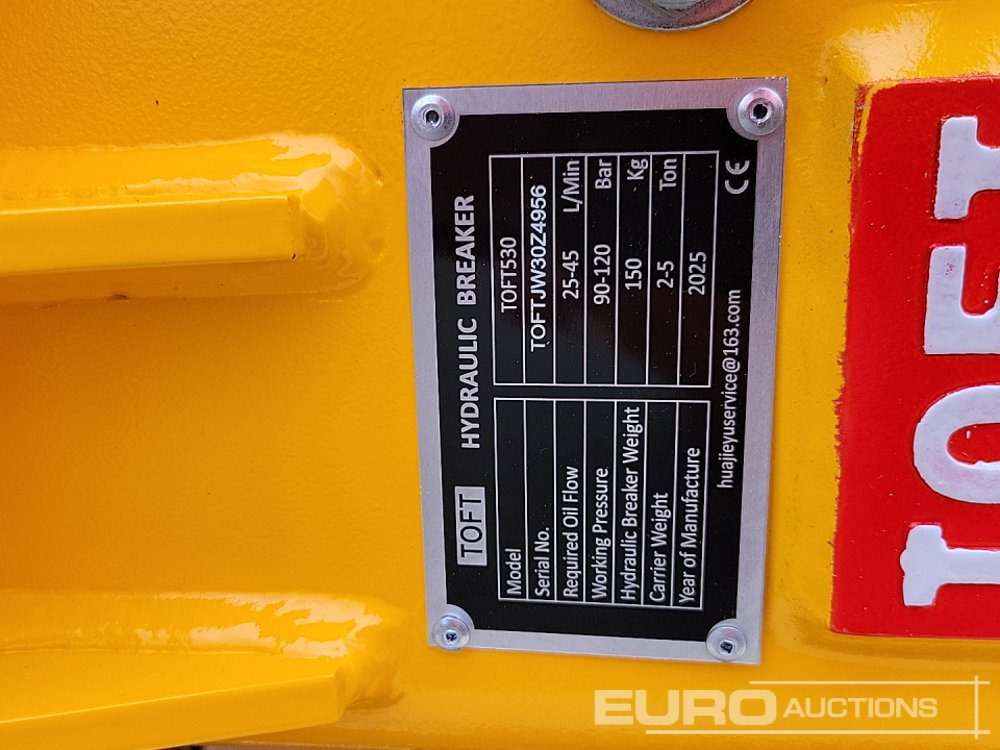 TOFT HYDRAULIC BREAKER
Model TOFT530
Serial No. TOFTJW30Z4956
Required Oil Flow 25-45 L/Min
Working Pressure 90-120 Bar
Hydraulic Breaker Weight 150 Kg
Carrier Weight 2-5 Ton
Year of Manufacture 2025
huajieyuservice@163.com CE
TOFT
EURO AUCTIONS